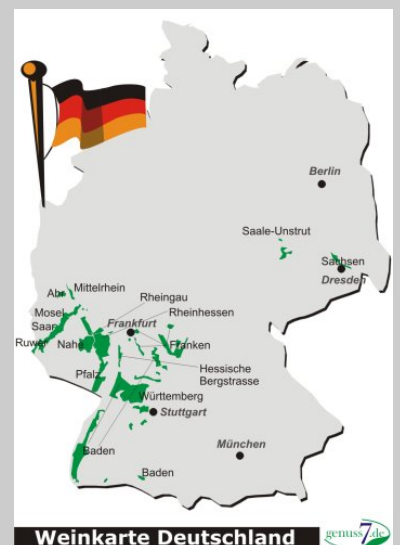 Berlin
Saale-Unstrut
Sachsen
Dresden
Ahr
Mittelrhein
Rheingau
Mosel
Saar
Ruwer
Frankfurt
Rheinhessen
Nahe
Franken
Pfalz
Hessische
Bergstrasse
Württemberg
Stuttgart
München
Baden
Baden
Weinkarte Deutschland
genuss7.de